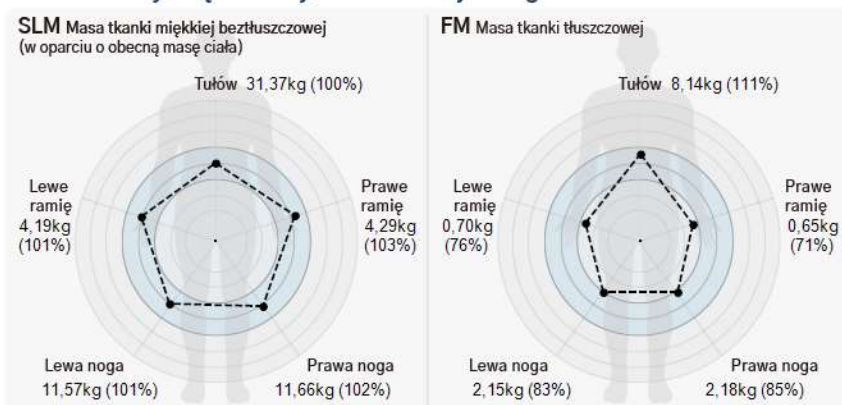 SLM Masa tkanki miękkiej beztłuszczowej
(w oparciu o obecną masę ciała)
Tułów 31,37kg (100%)
Lewe
ramię
4,19kg
(101%)
Prawe
ramię
4,29kg
(103%)
Lewa noga
11,57kg (101%)
Prawa noga
11,66kg (102%)
FM Masa tkanki tłuszczowej
Tułów 8,14kg (111%)
Lewe
ramię
0,70kg
(76%)
Prawe
ramię
0,65kg
(71%)
Lewa noga
2,15kg (83%)
Prawa noga
2,18kg (85%)